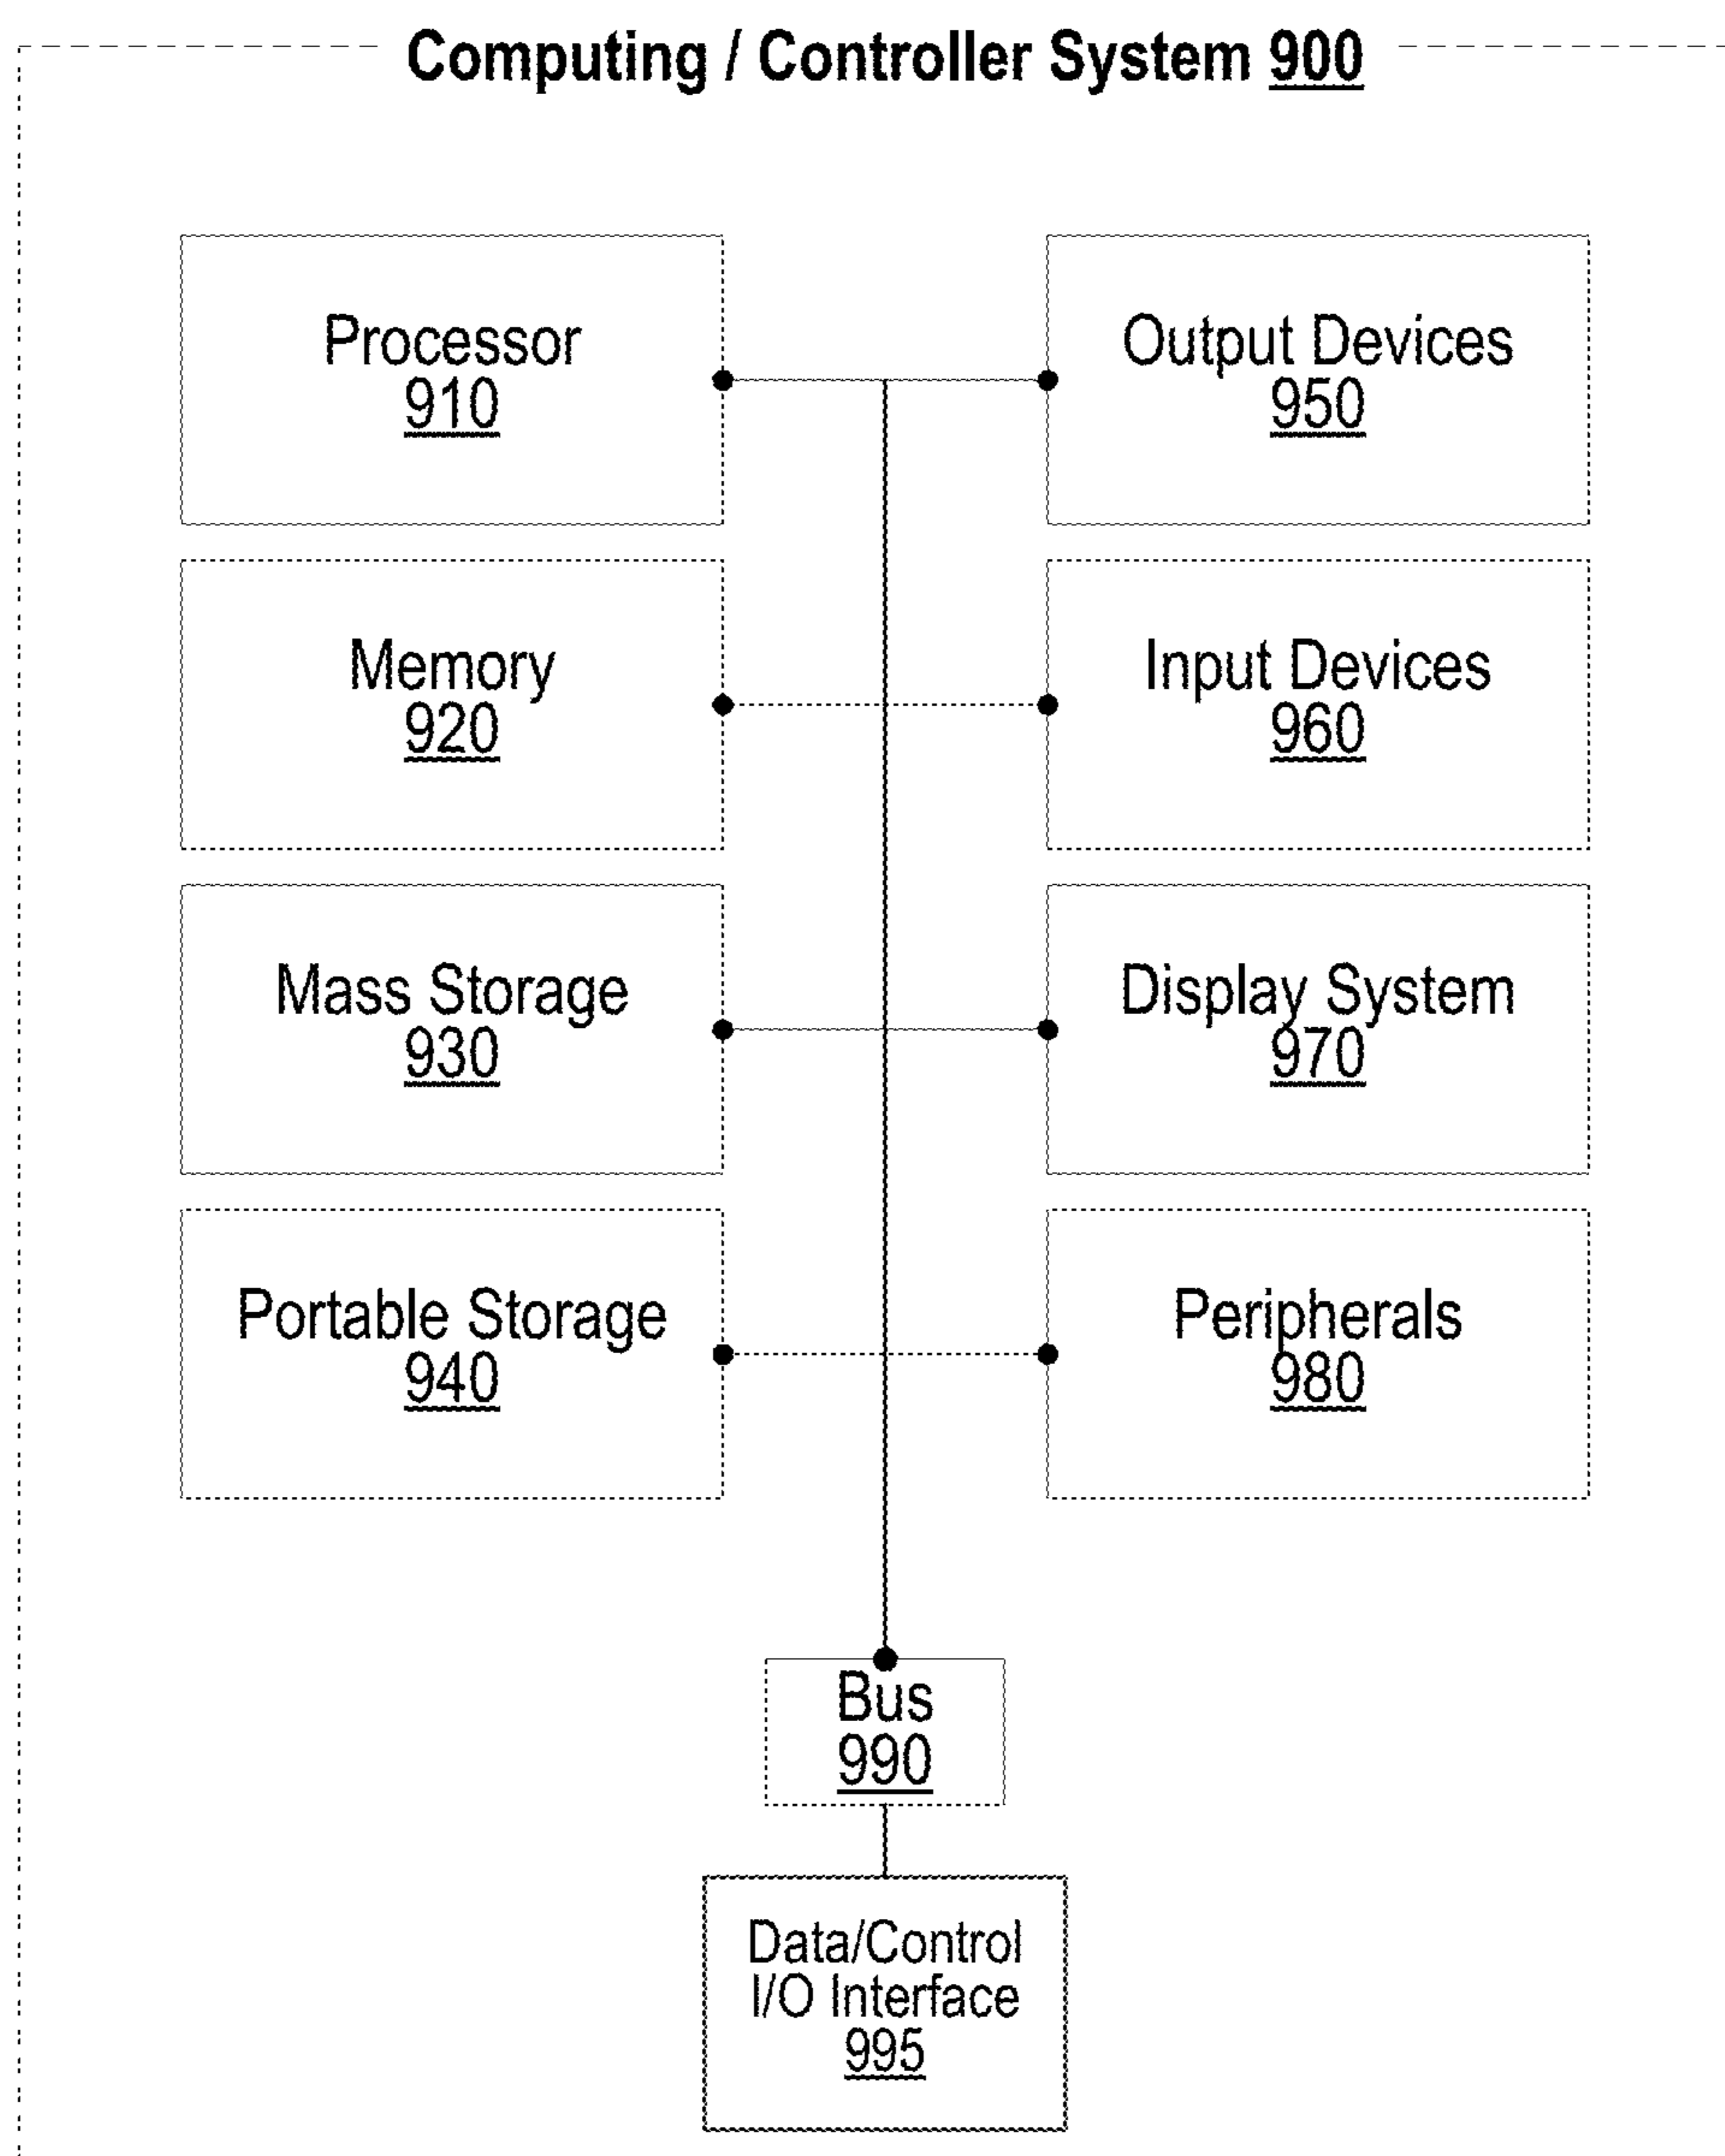 Computing / Controller System 900
Processor
910
Output Devices
950
Memory
920
Input Devices
960
Mass Storage
930
Display System
970
Portable Storage
940
Peripherals
980
Bus
990
Data/Control
I/O Interface
995